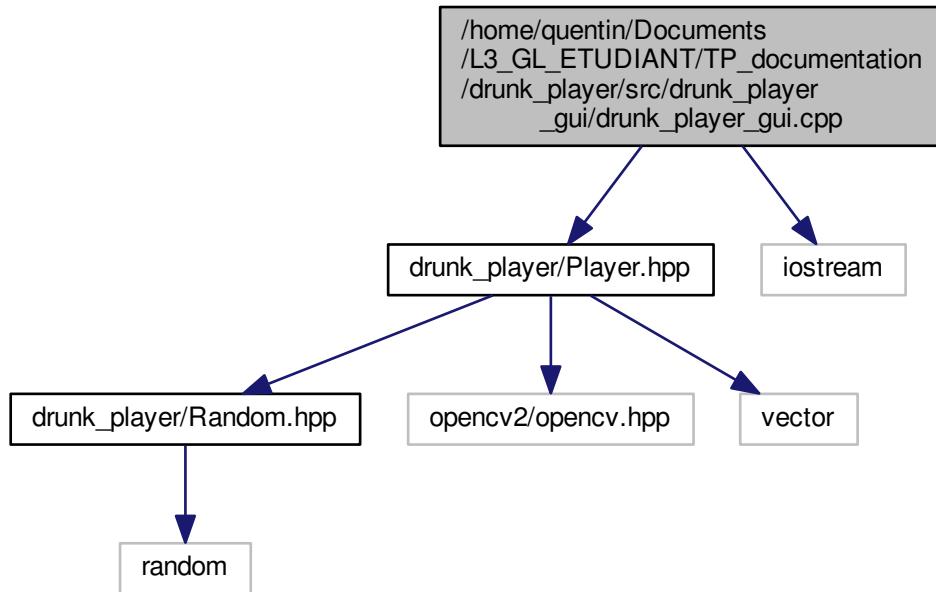 /home/quentin/Documents
/L3_GL_ETUDIANT/TP_documentation
/drunk_player/src/drunk_player
_gui/drunk_player_gui.cpp
drunk_player/Player.hpp
iostream
drunk_player/Random.hpp
opencv2/opencv.hpp
vector
random